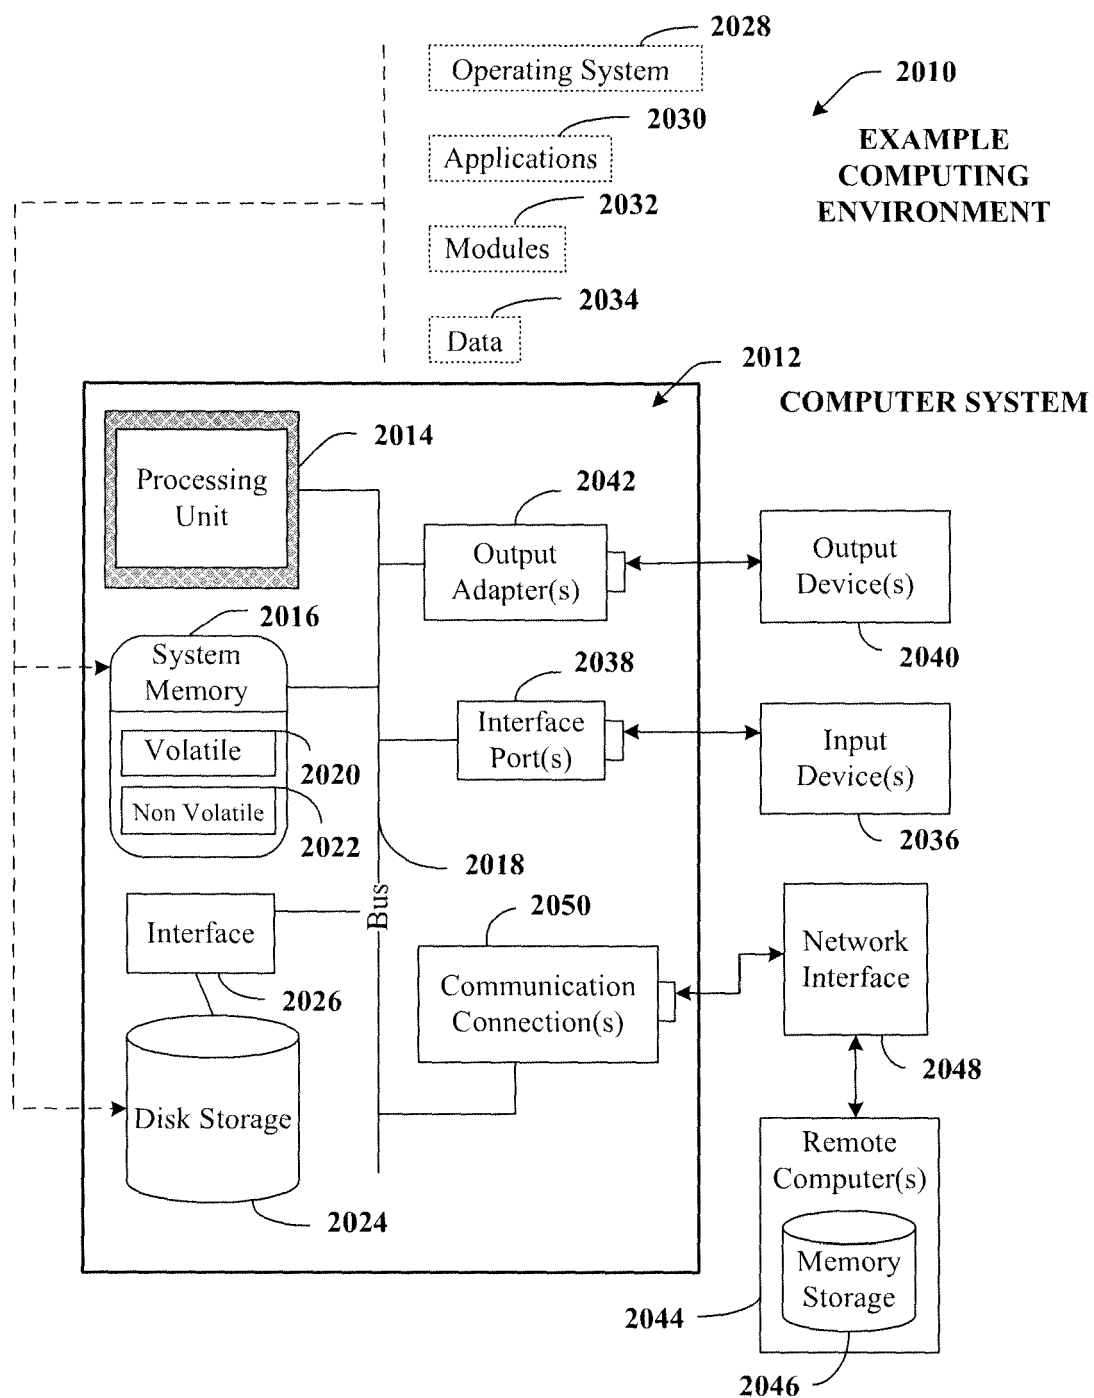 2028
Operating System
2010
2030
Applications
EXAMPLE
COMPUTING
ENVIRONMENT
2032
Modules
2034
Data
2012
COMPUTER SYSTEM
2014
Processing
Unit
2042
Output
Adapter(s)
Output
Device(s)
2040
2016
System
Memory
Volatile
2020
Non Volatile
2022
2038
Interface
Port(s)
Input
Device(s)
2036
2018
Bus
Interface
2026
2050
Communication
Connection(s)
Network
Interface
2048
Disk Storage
2024
Remote
Computer(s)
Memory
Storage
2044
2046